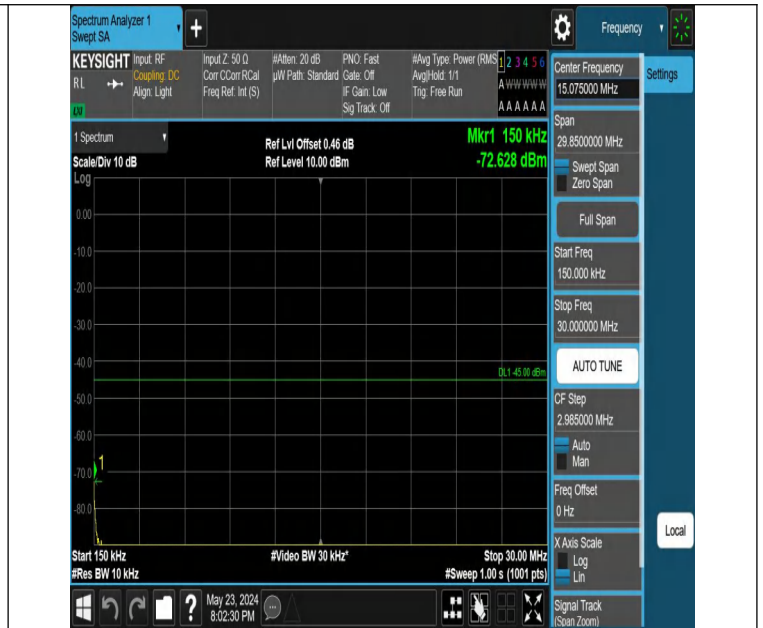 Spectrum Analyzer 1
Swept SA
+
Frequency
KEYSIGHT
RL
LXI
Input: RF
Coupling: DC
Align: Light
Input Z: 50 Ω
Corr CCorr RCal
Freq Ref: Int (S)
#Atten: 20 dB
µW Path: Standard
PNO: Fast
Gate: Off
IF Gain: Low
Sig Track: Off
#Avg Type: Power (RMS
Avg|Hold: 1/1
Trig: Free Run
1 2 3 4 5 6
A W W W W W
A A A A A A
1 Spectrum
Scale/Div 10 dB
Log
Ref Lvl Offset 0.46 dB
Ref Level 10.00 dBm
Mkr1 150 kHz
-72.628 dBm
0.00
-10.0
-20.0
-30.0
-40.0
DL1 -45.00 dBm
-50.0
-60.0
-70.0
1
-80.0
Start 150 kHz
#Res BW 10 kHz
#Video BW 30 kHz*
Stop 30.00 MHz
#Sweep 1.00 s (1001 pts)
Center Frequency
15.075000 MHz
Settings
Span
29.8500000 MHz
Swept Span
Zero Span
Full Span
Start Freq
150.000 kHz
Stop Freq
30.000000 MHz
AUTO TUNE
CF Step
2.985000 MHz
Auto
Man
Freq Offset
0 Hz
X Axis Scale
Log
Lin
Local
Signal Track
(Span Zoom)
?
May 23, 2024
8:02:30 PM